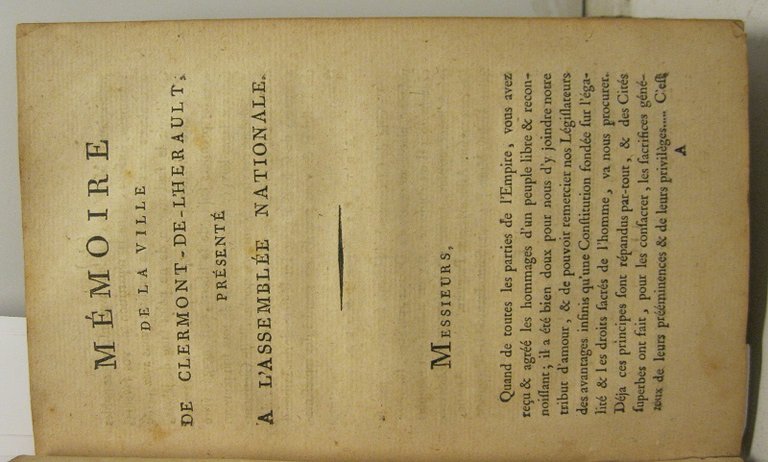 MÉMOIRE
DE LA VILLE
DE CLERMONT-DE-L'HERAULT,
PRÉSENTÉ
A L'ASSEMBLÉE NATIONALE.
MESSIEURS,
Quand de toutes les parties de l'Empire, vous avez
reçu & agréé les hommages d'un peuple libre & recon-
noiſſant; il a été bien doux pour nous d'y joindre notre
tribut d'amour, & de pouvoir remercier nos Légiſlateurs
des avantages infinis qu'une Conſtitution fondée ſur l'éga-
lité & les droits ſacrés de l'homme, va nous procurer.
Déja ces principes ſont répandus par-tout, & des Cités
ſuperbes ont fait, pour les conſacrer, les ſacrifices géné-
reux de leurs prééminences & de leurs privilèges..... C'eſt
A